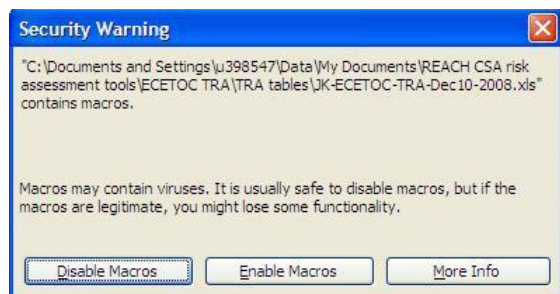 Security Warning
"C:\Documents and Settings\u398547\Data\My Documents\REACH CSA risk
assessment tools\ECETOC TRA\TRA tables\JK-ECETOC-TRA-Dec10-2008.xls"
contains macros.
Macros may contain viruses. It is usually safe to disable macros, but if the
macros are legitimate, you might lose some functionality.
Disable Macros
Enable Macros
More Info